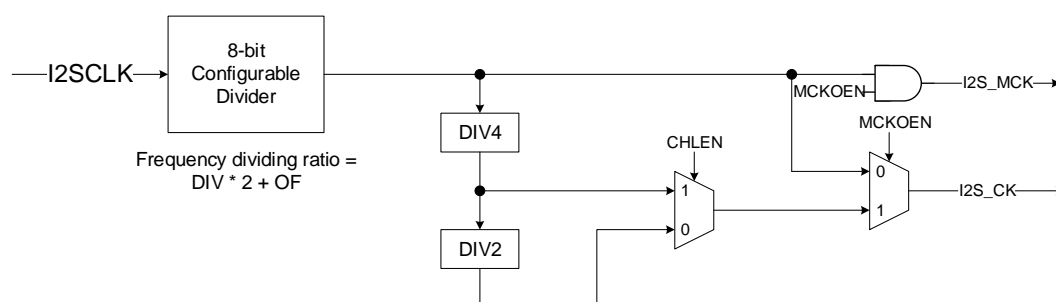 I2SCLK
8-bit
Configurable
Divider
Frequency dividing ratio =
DIV * 2 + OF
DIV4
DIV2
CHLEN
1
0
MCKOEN
I2S_MCK
MCKOEN
0
1
I2S_CK